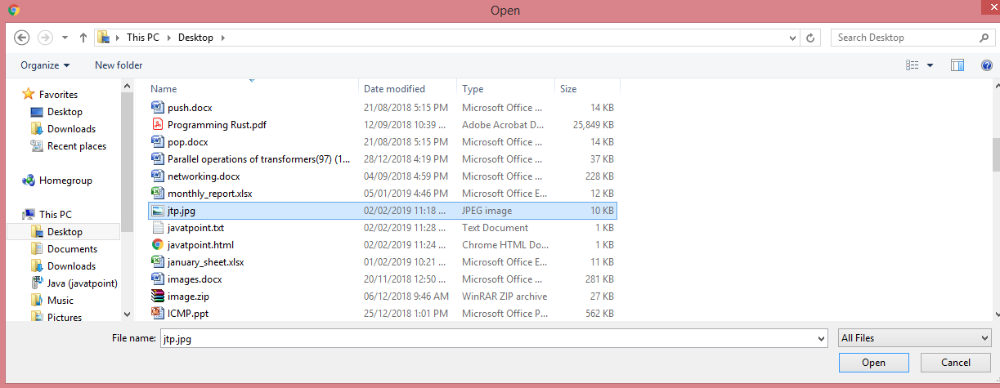 Open
This PC Desktop Search Desktop
Organize New folder
Name Date modified Type Size
Favorites
Desktop
Downloads
Recent places
Homegroup
This PC
Desktop
Documents
Downloads
Java (javatpoint)
Music
Pictures
push.docx 21/08/2018 5:15 PM Microsoft Office ... 14 KB
Programming Rust.pdf 12/09/2018 10:39 ... Adobe Acrobat D... 25,849 KB
pop.docx 21/08/2018 5:15 PM Microsoft Office ... 14 KB
Parallel operations of transformers(97) (1... 28/12/2018 4:19 PM Microsoft Office ... 37 KB
networking.docx 04/09/2018 4:59 PM Microsoft Office ... 228 KB
monthly_report.xlsx 05/01/2019 4:46 PM Microsoft Office E... 12 KB
jtp.jpg 02/02/2019 11:18 ... JPEG image 10 KB
javatpoint.txt 02/02/2019 11:28 ... Text Document 1 KB
javatpoint.html 02/02/2019 11:24 ... Chrome HTML Do... 1 KB
january_sheet.xlsx 01/02/2019 10:21 ... Microsoft Office E... 11 KB
images.docx 20/11/2018 12:50 ... Microsoft Office ... 281 KB
image.zip 06/12/2018 9:46 AM WinRAR ZIP archive 27 KB
ICMP.ppt 25/12/2018 1:01 PM Microsoft Office P... 562 KB
File name: jtp.jpg All Files
Open Cancel